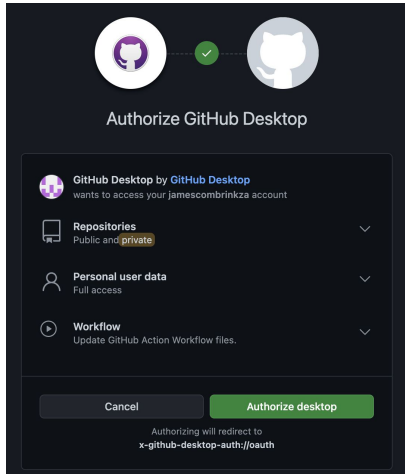 Authorize GitHub Desktop
GitHub Desktop by GitHub Desktop
wants to access your jamescombrinkza account
Repositories
Public and private
Personal user data
Full access
Workflow
Update GitHub Action Workflow files.
Cancel
Authorize desktop
Authorizing will redirect to
x-github-desktop-auth://oauth